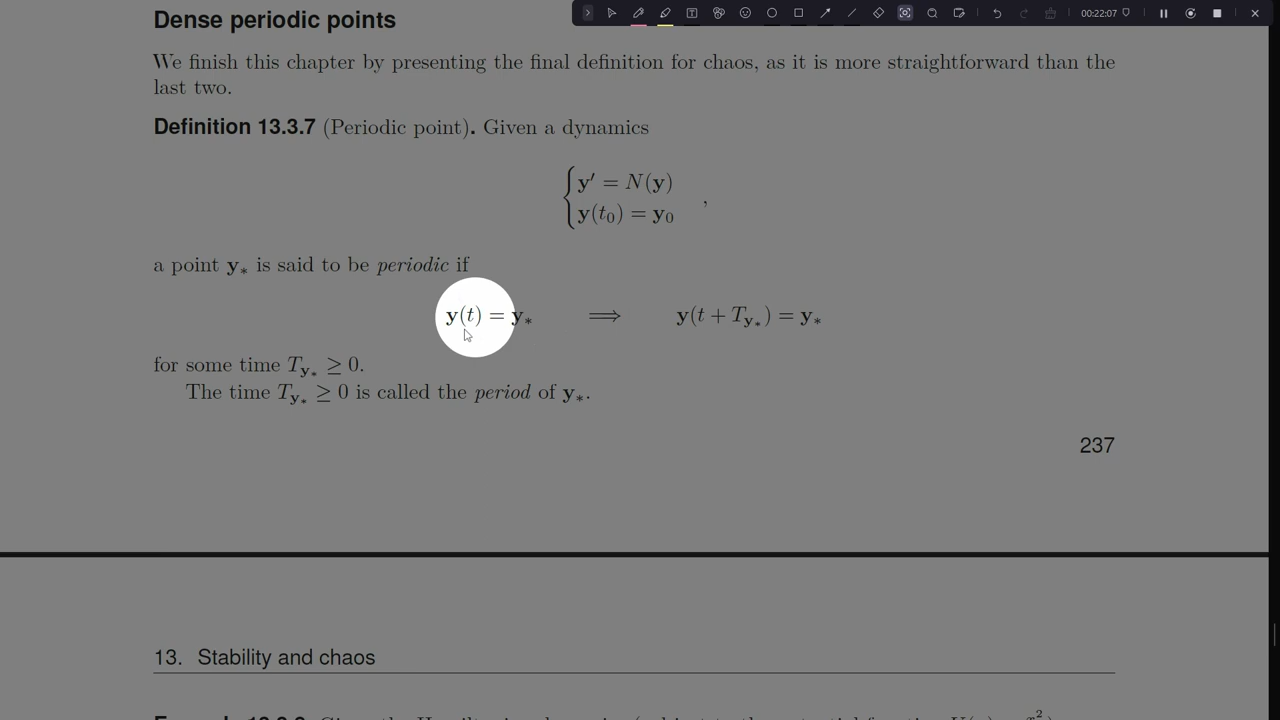 00:22:07
Dense periodic points
We finish this chapter by presenting the final definition for chaos, as it is more straightforward than the
last two.
Definition 13.3.7 (Periodic point). Given a dynamics
{ y′ = N(y)
y(t₀) = y₀ ,
a point y∗ is said to be periodic if
y(t) = y∗ ⟹ y(t + T_y∗) = y∗
for some time T_y∗ ≥ 0.
The time T_y∗ ≥ 0 is called the period of y∗.
237
13. Stability and chaos